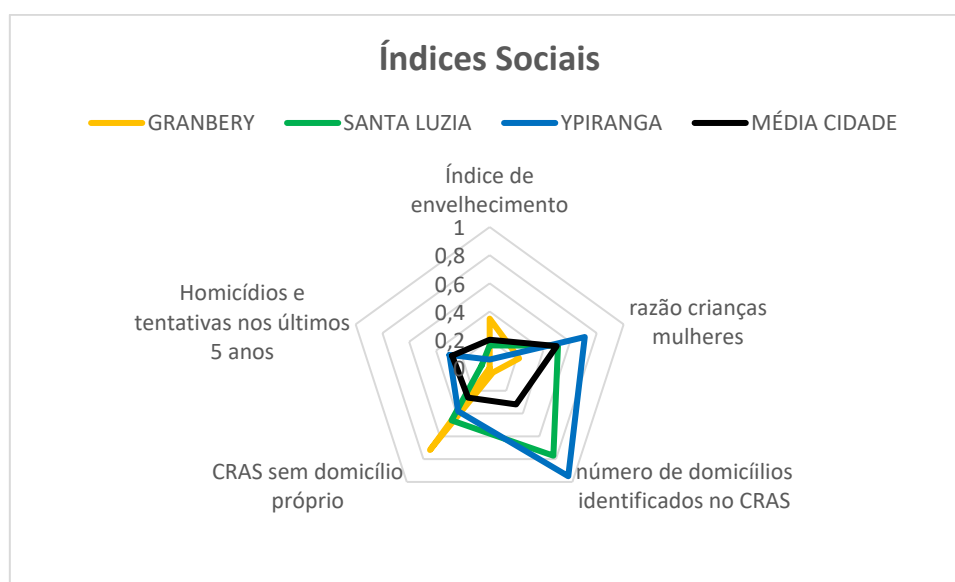 Índices Sociais
GRANBERY
SANTA LUZIA
YPIRANGA
MÉDIA CIDADE
Índice de
envelhecimento
1
0,8
0,6
0,4
0,2
0
razão crianças
mulheres
número de domicíilios
identificados no CRAS
CRAS sem domicílio
próprio
Homicídios e
tentativas nos últimos
5 anos